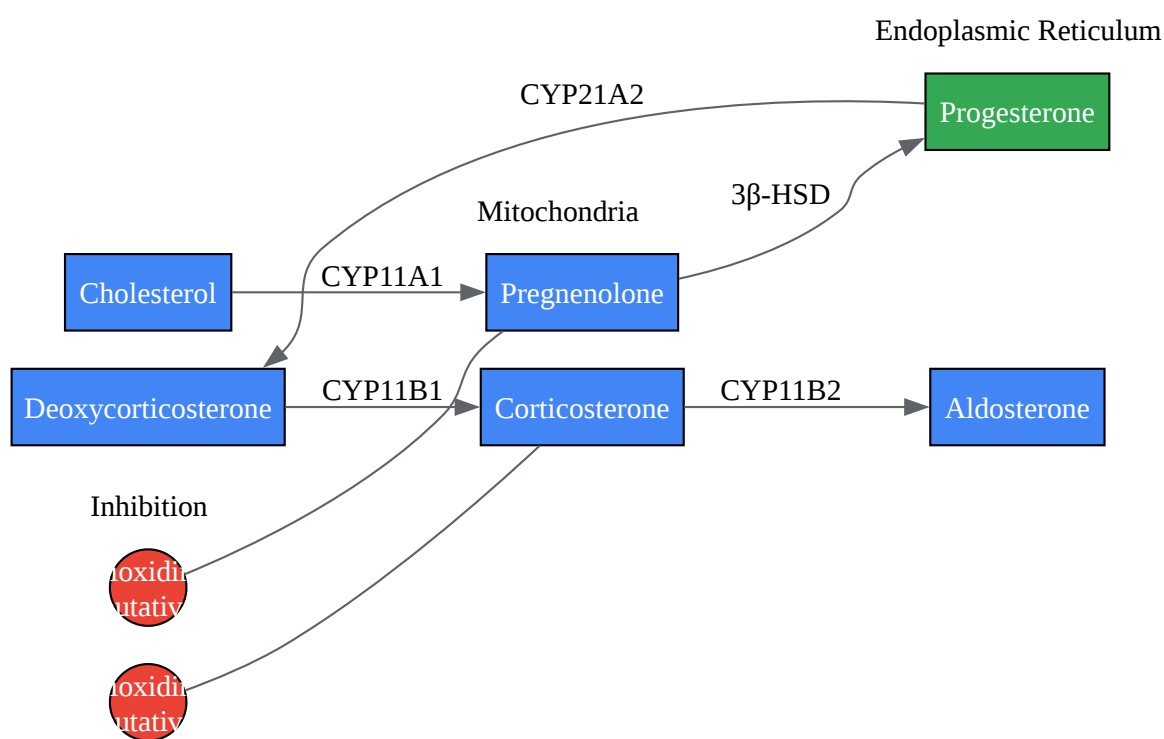 Endoplasmic Reticulum
CYP21A2
Progesterone
3β-HSD
Mitochondria
Cholesterol
CYP11A1
Pregnenolone
Deoxycorticosterone
CYP11B1
Corticosterone
CYP11B2
Aldosterone
Inhibition